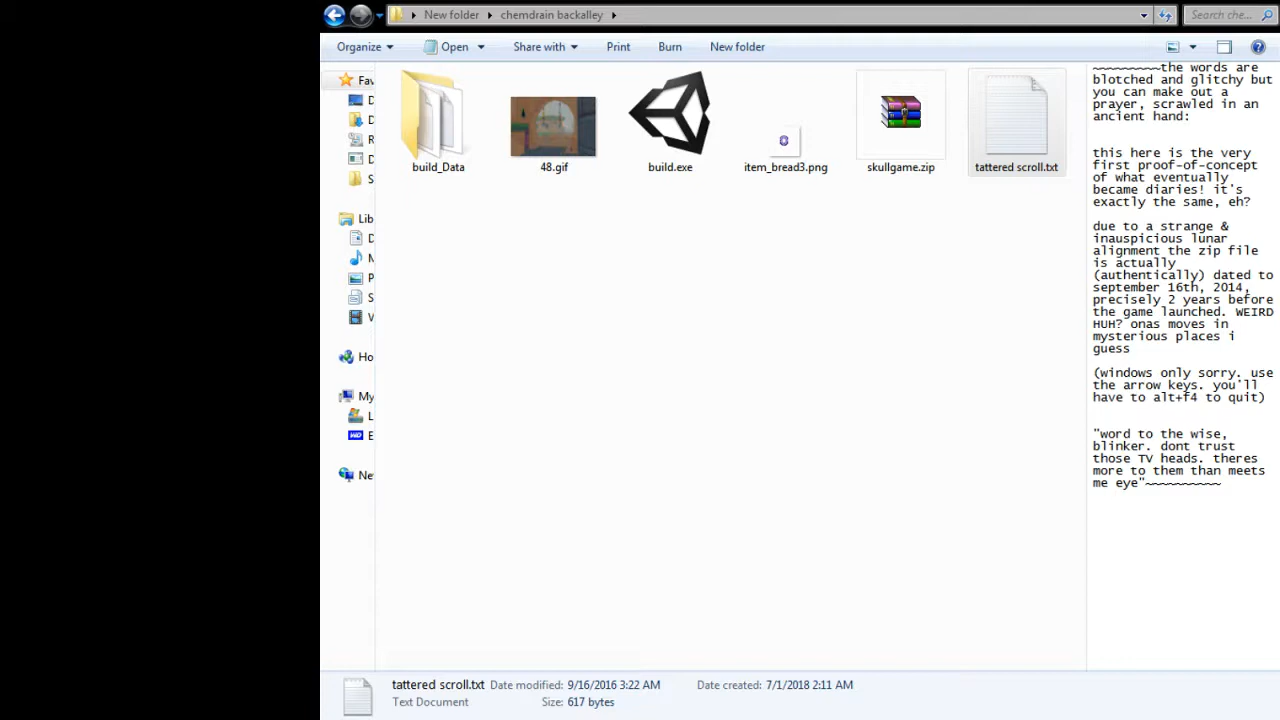 New folder chemdrain backalley
Search che...
Organize Open Share with Print Burn New folder
Fav
D
D
R
D
S
Lib
D
M
P
S
V
Ho
My
L
E
Ne
build_Data
48.gif
build.exe
item_bread3.png
skullgame.zip
tattered scroll.txt
~~~~~~~~~the words are
blotched and glitchy but
you can make out a
prayer, scrawled in an
ancient hand:
this here is the very
first proof-of-concept
of what eventually
became diaries! it's
exactly the same, eh?
due to a strange &
inauspicious lunar
alignment the zip file
is actually
(authentically) dated to
september 16th, 2014,
precisely 2 years before
the game launched. WEIRD
HUH? onas moves in
mysterious places i
guess
(windows only sorry. use
the arrow keys. you'll
have to alt+f4 to quit)
"word to the wise,
blinker. dont trust
those TV heads. theres
more to them than meets
me eye"~~~~~~~~~~
tattered scroll.txt Date modified: 9/16/2016 3:22 AM Date created: 7/1/2018 2:11 AM
Text Document Size: 617 bytes